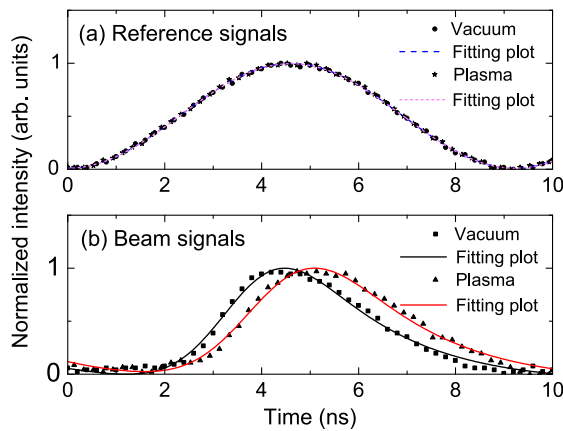 (a) Reference signals
Vacuum
Fitting plot
Plasma
Fitting plot
1
0
0 2 4 6 8 10
Normalized intensity (arb. units)
(b) Beam signals
Vacuum
Fitting plot
Plasma
Fitting plot
1
0
0 2 4 6 8 10
Time (ns)